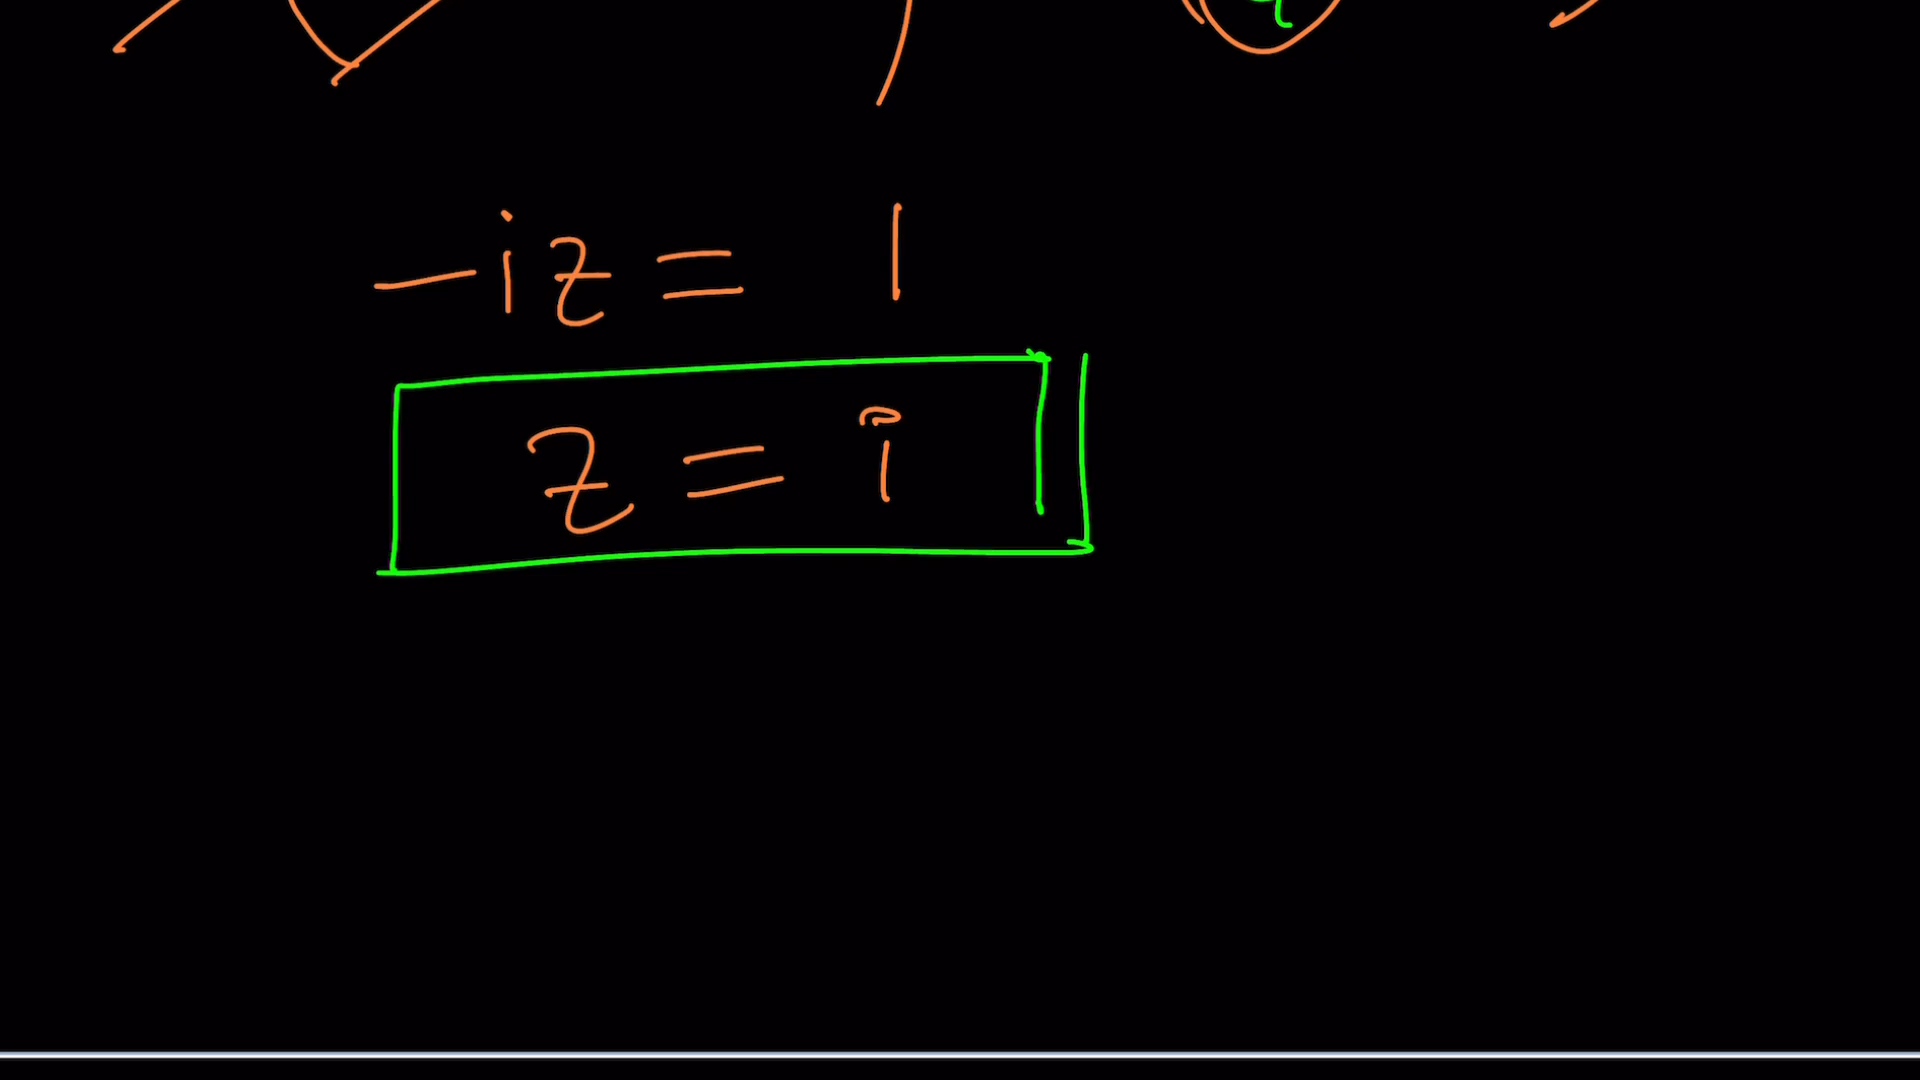 -iz = 1
z = i